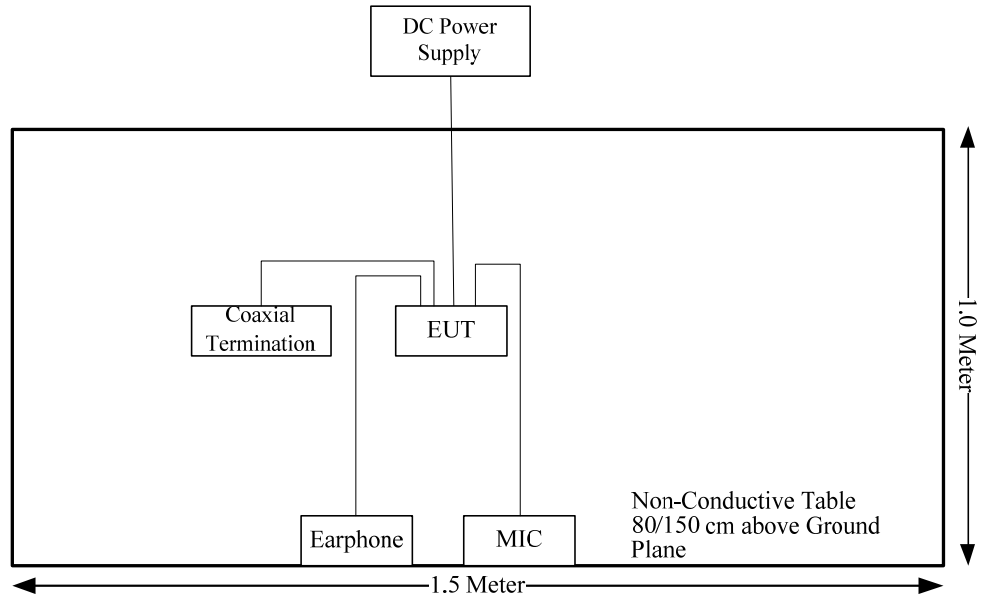 DC Power
Supply
Coaxial
Termination
EUT
1.0 Meter
Earphone
MIC
Non-Conductive Table
80/150 cm above Ground
Plane
1.5 Meter